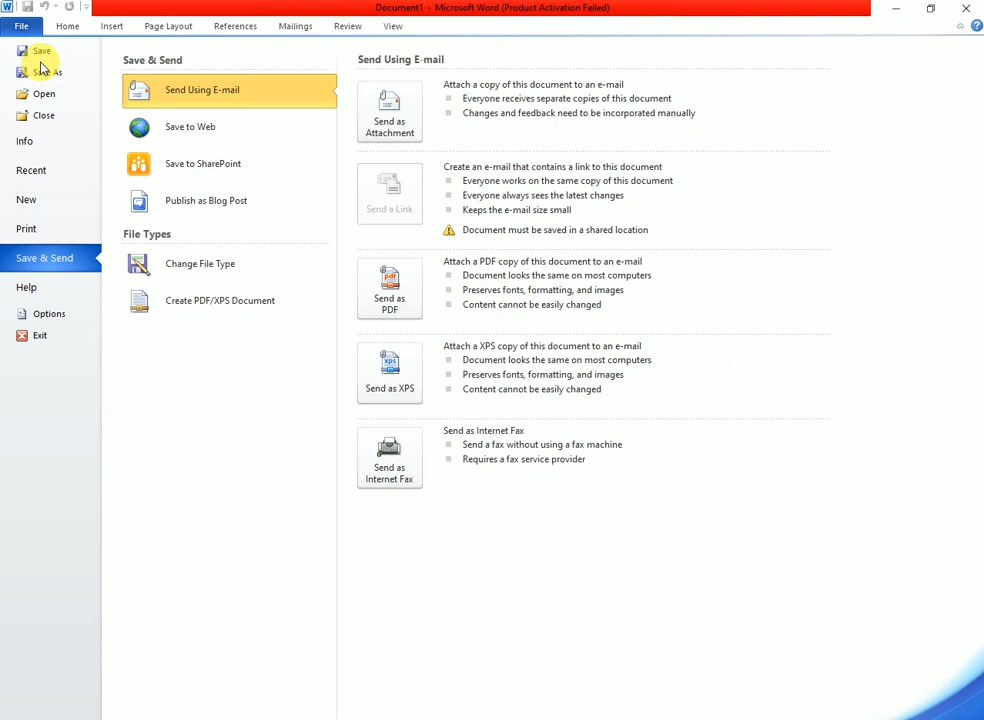 Document1 - Microsoft Word (Product Activation Failed)
File Home Insert Page Layout References Mailings Review View
Save
Save As
Open
Close
Info
Recent
New
Print
Save & Send
Help
Options
Exit
Save & Send
Send Using E-mail
Save to Web
Save to SharePoint
Publish as Blog Post
File Types
Change File Type
Create PDF/XPS Document
Send Using E-mail
Send as
Attachment
Attach a copy of this document to an e-mail
Everyone receives separate copies of this document
Changes and feedback need to be incorporated manually
Send a Link
Create an e-mail that contains a link to this document
Everyone works on the same copy of this document
Everyone always sees the latest changes
Keeps the e-mail size small
Document must be saved in a shared location
Send as
PDF
Attach a PDF copy of this document to an e-mail
Document looks the same on most computers
Preserves fonts, formatting, and images
Content cannot be easily changed
Send as XPS
Attach a XPS copy of this document to an e-mail
Document looks the same on most computers
Preserves fonts, formatting, and images
Content cannot be easily changed
Send as
Internet Fax
Send as Internet Fax
Send a fax without using a fax machine
Requires a fax service provider